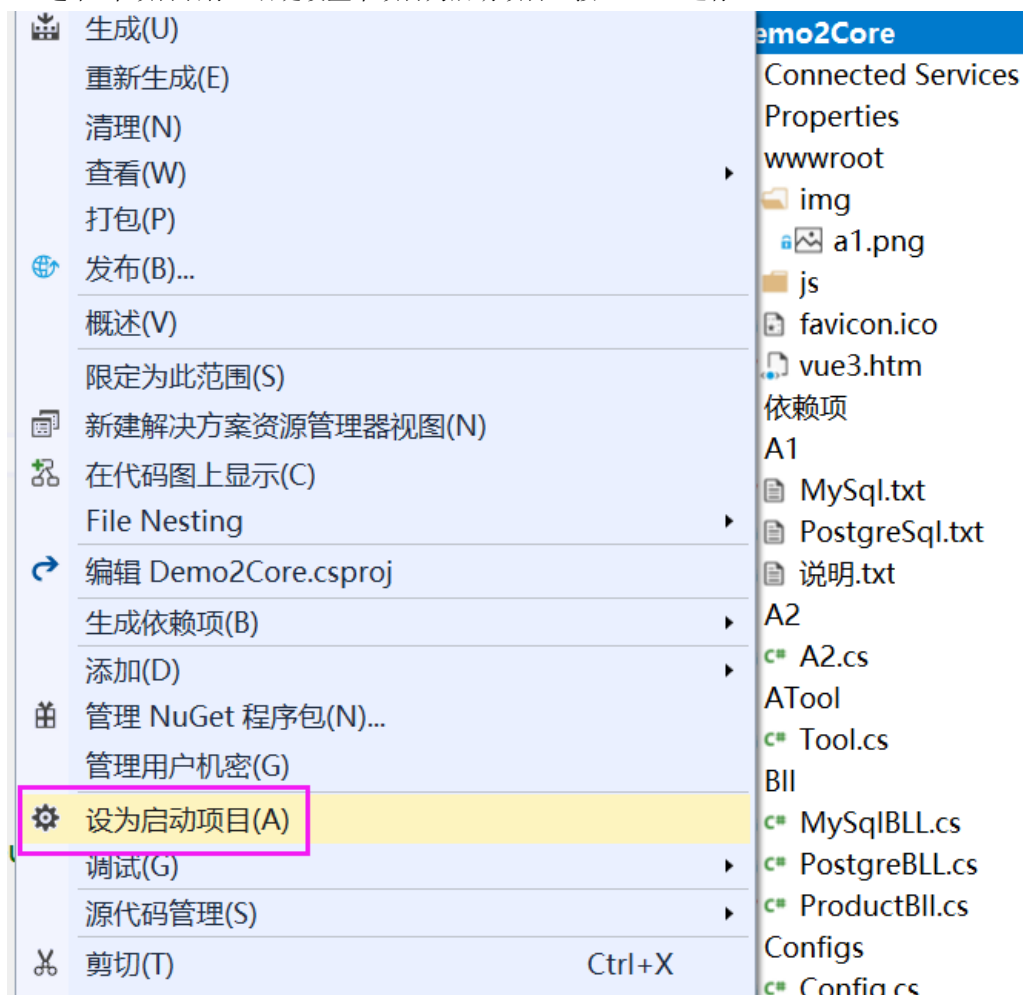 生成(U)
重新生成(E)
清理(N)
查看(W)
打包(P)
发布(B)...
概述(V)
限定为此范围(S)
新建解决方案资源管理器视图(N)
在代码图上显示(C)
File Nesting
编辑 Demo2Core.csproj
生成依赖项(B)
添加(D)
管理 NuGet 程序包(N)...
管理用户机密(G)
设为启动项目(A)
调试(G)
源代码管理(S)
剪切(T) Ctrl+X
emo2Core
Connected Services
Properties
wwwroot
img
a1.png
js
favicon.ico
vue3.htm
依赖项
A1
MySql.txt
PostgreSql.txt
说明.txt
A2
A2.cs
ATool
Tool.cs
Bll
MySqlBLL.cs
PostgreBLL.cs
ProductBll.cs
Configs
Config.cs